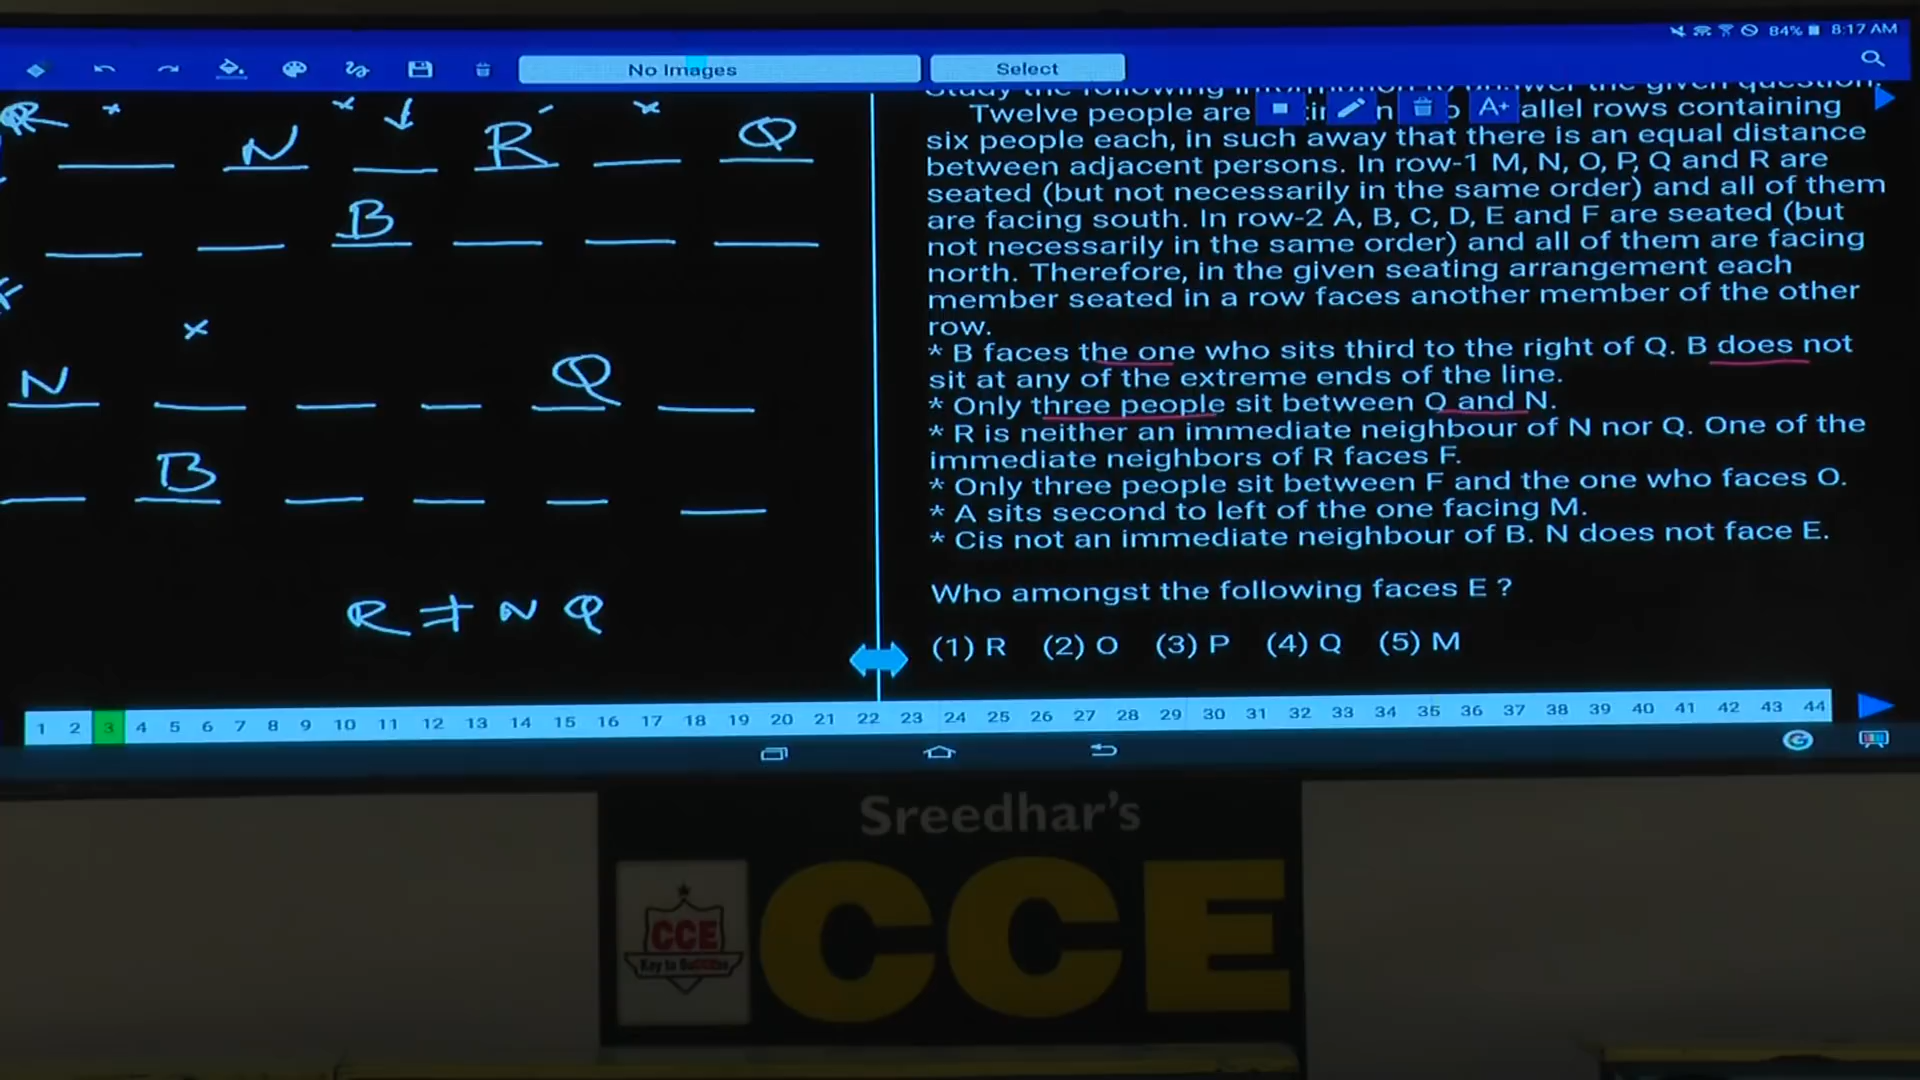 84% 8:17 AM
No Images Select
Twelve people are allel rows containing
A+
six people each, in such away that there is an equal distance
between adjacent persons. In row-1 M, N, O, P, Q and R are
seated (but not necessarily in the same order) and all of them
are facing south. In row-2 A, B, C, D, E and F are seated (but
not necessarily in the same order) and all of them are facing
north. Therefore, in the given seating arrangement each
member seated in a row faces another member of the other
row.
* B faces the one who sits third to the right of Q. B does not
sit at any of the extreme ends of the line.
* Only three people sit between Q and N.
* R is neither an immediate neighbour of N nor Q. One of the
immediate neighbors of R faces F.
* Only three people sit between F and the one who faces O.
* A sits second to left of the one facing M.
* Cis not an immediate neighbour of B. N does not face E.
Who amongst the following faces E ?
(1) R (2) O (3) P (4) Q (5) M
R
N R Q
B
N Q
B
R ≠ N Q
1 2 3 4 5 6 7 8 9 10 11 12 13 14 15 16 17 18 19 20 21 22 23 24 25 26 27 28 29 30 31 32 33 34 35 36 37 38 39 40 41 42 43 44
Sreedhar's
CCE
CCE
Key to Success